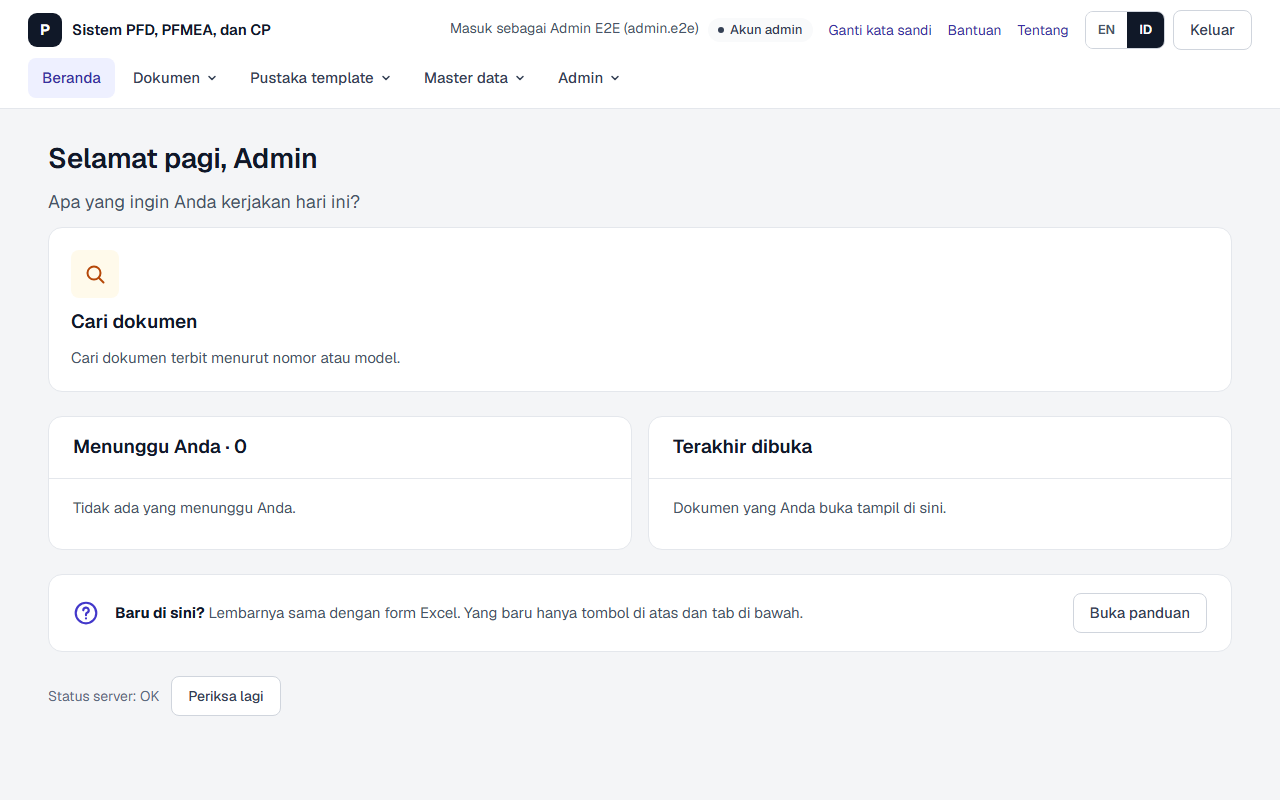 P Sistem PFD, PFMEA, dan CP Masuk sebagai Admin E2E (admin.e2e) Akun admin Ganti kata sandi Bantuan Tentang EN ID Keluar
Beranda Dokumen Pustaka template Master data Admin
Selamat pagi, Admin
Apa yang ingin Anda kerjakan hari ini?
Cari dokumen
Cari dokumen terbit menurut nomor atau model.
Menunggu Anda · 0
Tidak ada yang menunggu Anda.
Terakhir dibuka
Dokumen yang Anda buka tampil di sini.
Baru di sini? Lembarnya sama dengan form Excel. Yang baru hanya tombol di atas dan tab di bawah. Buka panduan
Status server: OK Periksa lagi